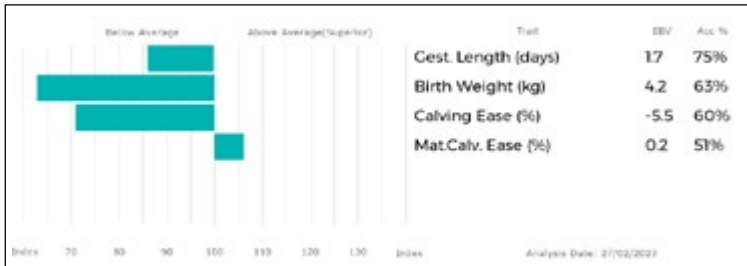 Below Average Above Average(Superior) Trait EBV Acc %
Gest. Length (days) 1.7 75%
Birth Weight (kg) 4.2 63%
Calving Ease (%) -5.5 60%
Mat.Calv. Ease (%) 0.2 51%
Index 70 80 90 100 110 120 130 Index Analysis Date: 27/02/2023